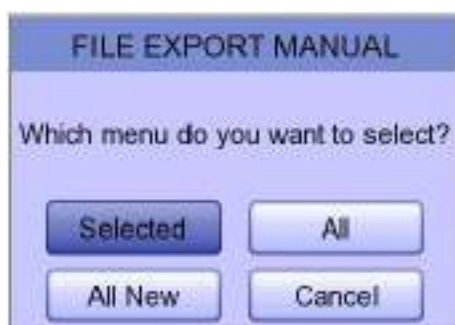 FILE EXPORT MANUAL
Which menu do you want to select?
Selected All
All New Cancel